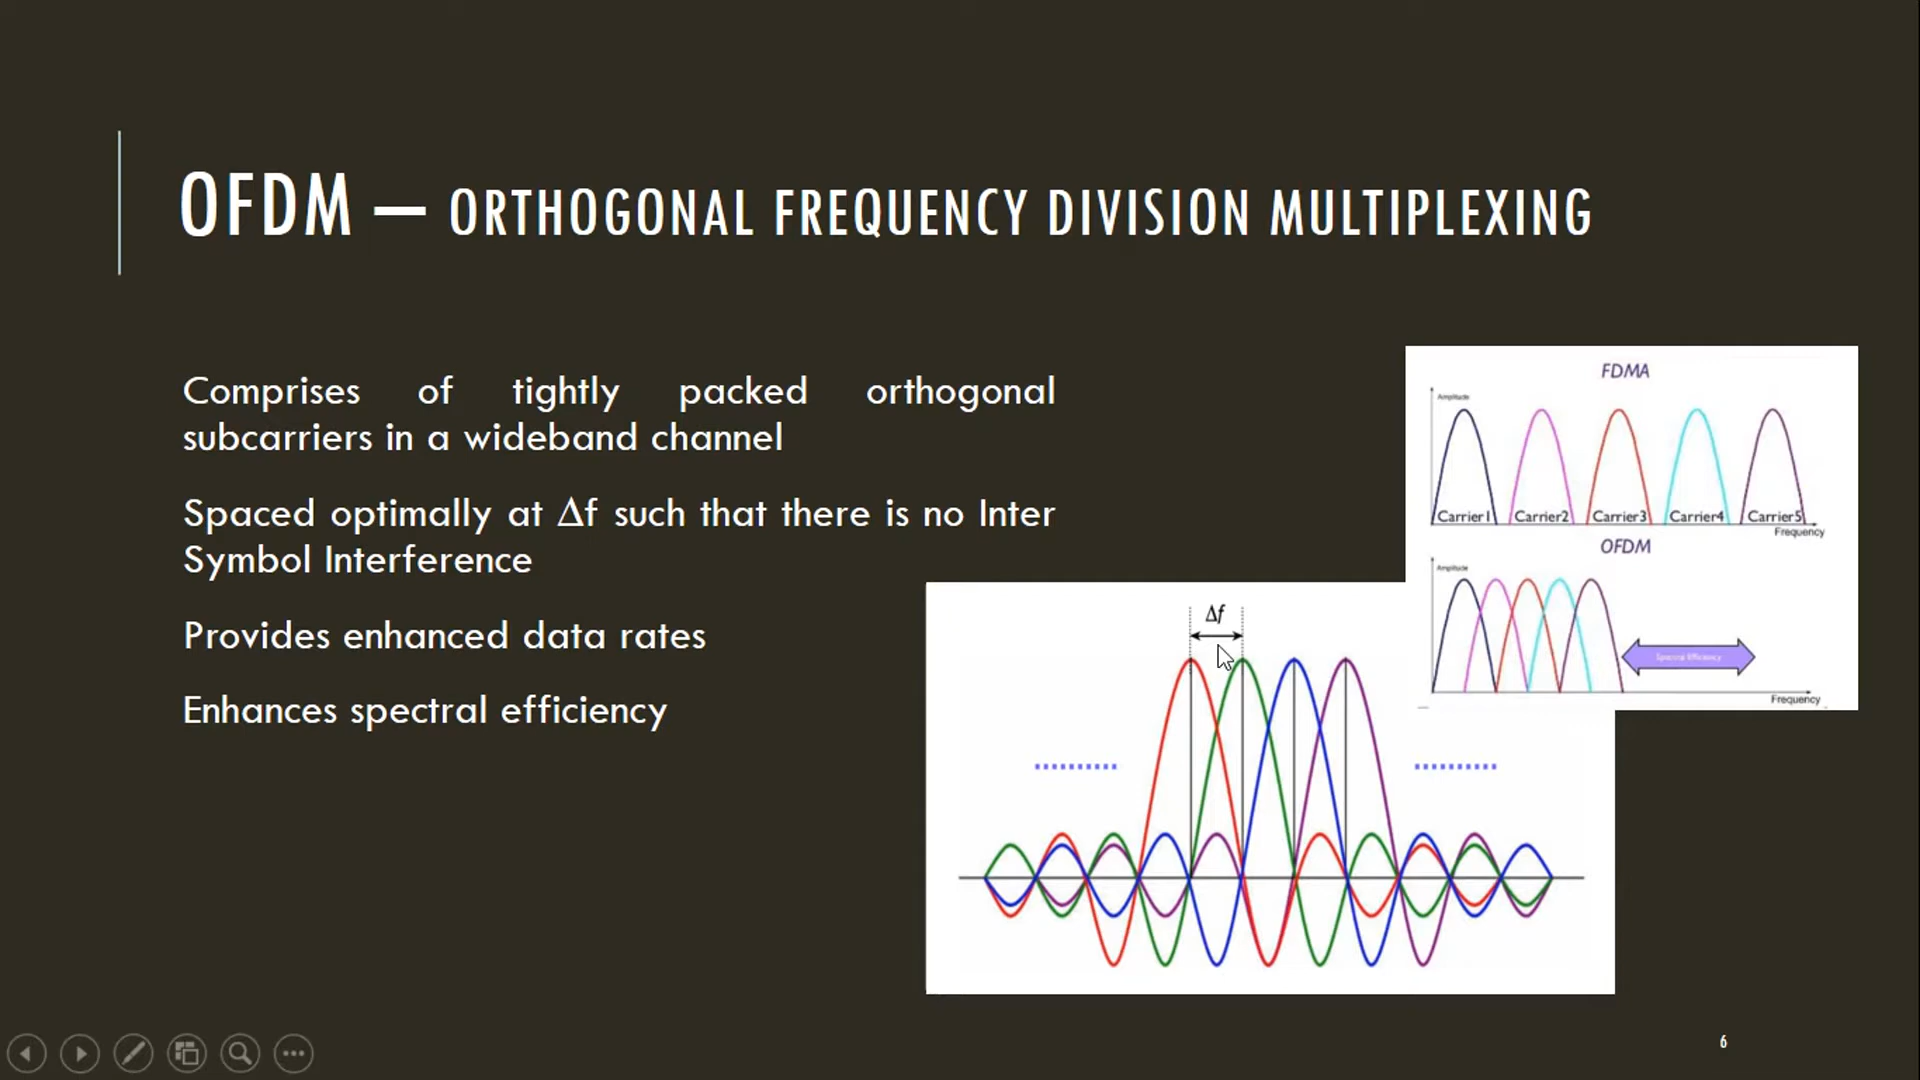 OFDM – ORTHOGONAL FREQUENCY DIVISION MULTIPLEXING
Comprises of tightly packed orthogonal
subcarriers in a wideband channel
Spaced optimally at Δf such that there is no Inter
Symbol Interference
Provides enhanced data rates
Enhances spectral efficiency
FDMA
Amplitude
Carrier1 Carrier2 Carrier3 Carrier4 Carrier5
Frequency
OFDM
Amplitude
Spectral Efficiency
Frequency
Δf
6